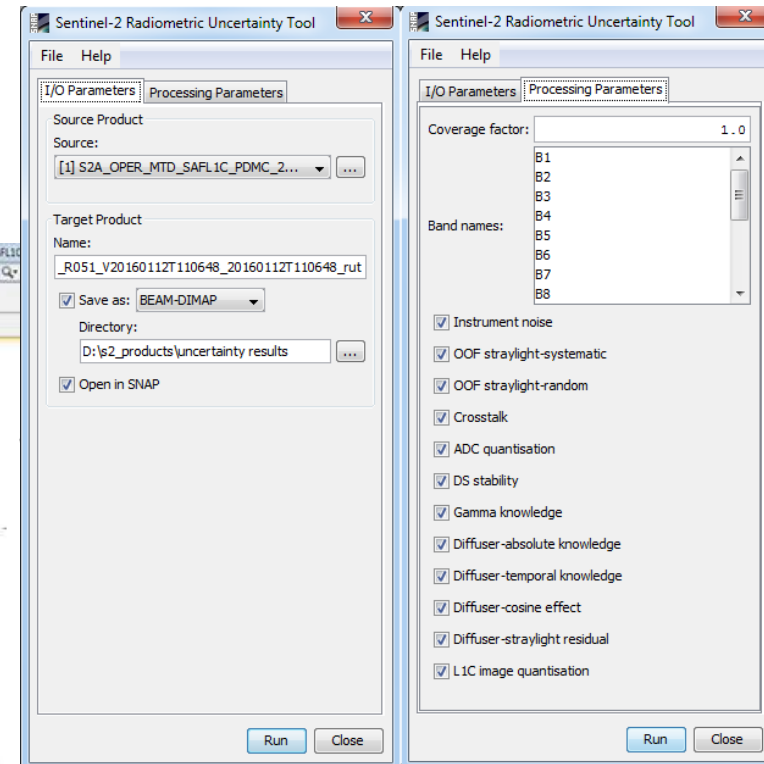 Sentinel-2 Radiometric Uncertainty Tool
File Help
I/O Parameters Processing Parameters
Source Product
Source:
[1] S2A_OPER_MTD_SAFL1C_PDMC_2... ...
Target Product
Name:
_R051_V20160112T110648_20160112T110648_rut
Save as: BEAM-DIMAP
Directory:
D:\s2_products\uncertainty results ...
Open in SNAP
Run Close
Sentinel-2 Radiometric Uncertainty Tool
File Help
I/O Parameters Processing Parameters
Coverage factor: 1.0
Band names:
B1
B2
B3
B4
B5
B6
B7
B8
Instrument noise
OOF straylight-systematic
OOF straylight-random
Crosstalk
ADC quantisation
DS stability
Gamma knowledge
Diffuser-absolute knowledge
Diffuser-temporal knowledge
Diffuser-cosine effect
Diffuser-straylight residual
L1C image quantisation
Run Close